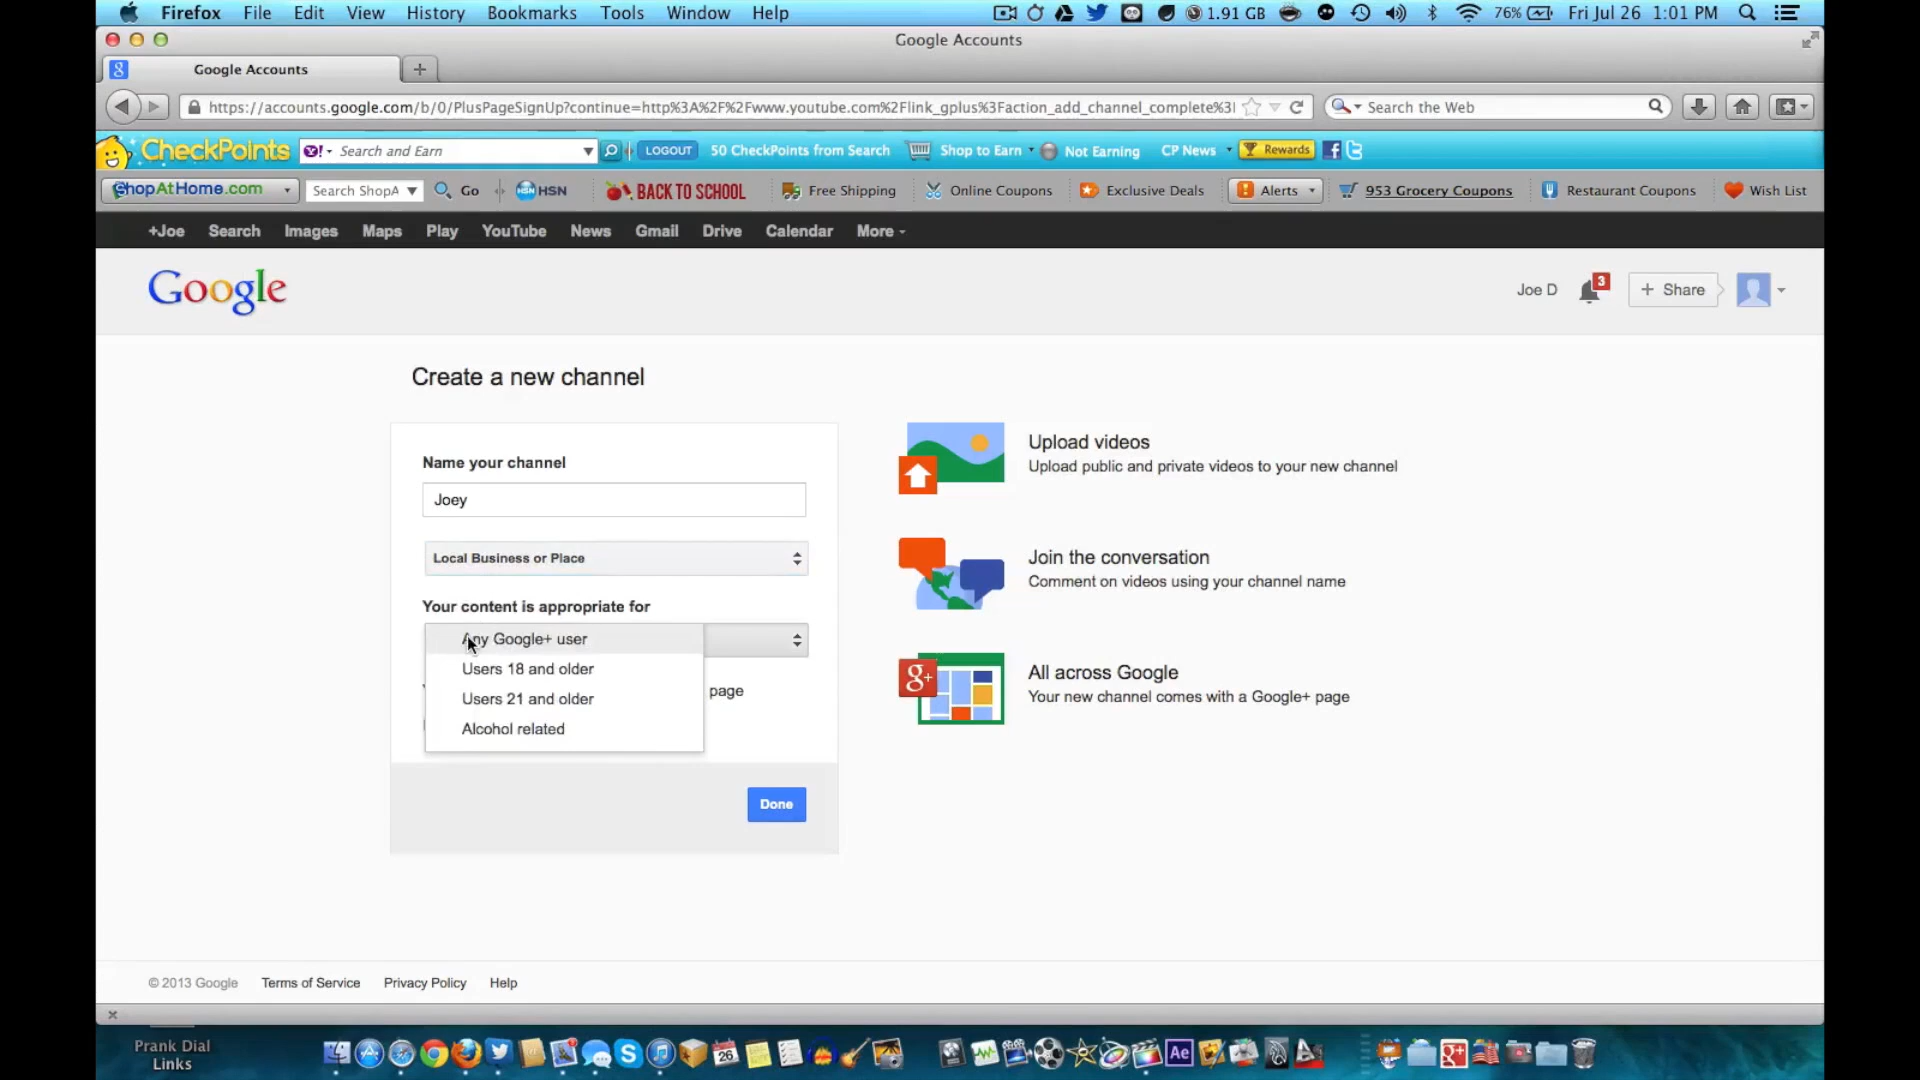 Firefox File Edit View History Bookmarks Tools Window Help 1.91 GB 76% Fri Jul 26 1:01 PM
Google Accounts
Google Accounts
https://accounts.google.com/b/0/PlusPageSignUp?continue=http%3A%2F%2Fwww.youtube.com%2Flink_gplus%3Faction_add_channel_complete%3I Search the Web
CheckPoints Search and Earn LOGOUT 50 CheckPoints from Search Shop to Earn Not Earning CP News Rewards
ShopAtHome.com Search ShopA Go HSN BACK TO SCHOOL Free Shipping Online Coupons Exclusive Deals Alerts 953 Grocery Coupons Restaurant Coupons Wish List
+Joe Search Images Maps Play YouTube News Gmail Drive Calendar More
Google Joe D 3 + Share
Create a new channel
Name your channel
Joey
Local Business or Place
Your content is appropriate for
Any Google+ user
Users 18 and older
Users 21 and older
page
Alcohol related
Done
Upload videos
Upload public and private videos to your new channel
Join the conversation
Comment on videos using your channel name
g+
All across Google
Your new channel comes with a Google+ page
© 2013 Google Terms of Service Privacy Policy Help
Prank Dial
Links
26
Ae
g+